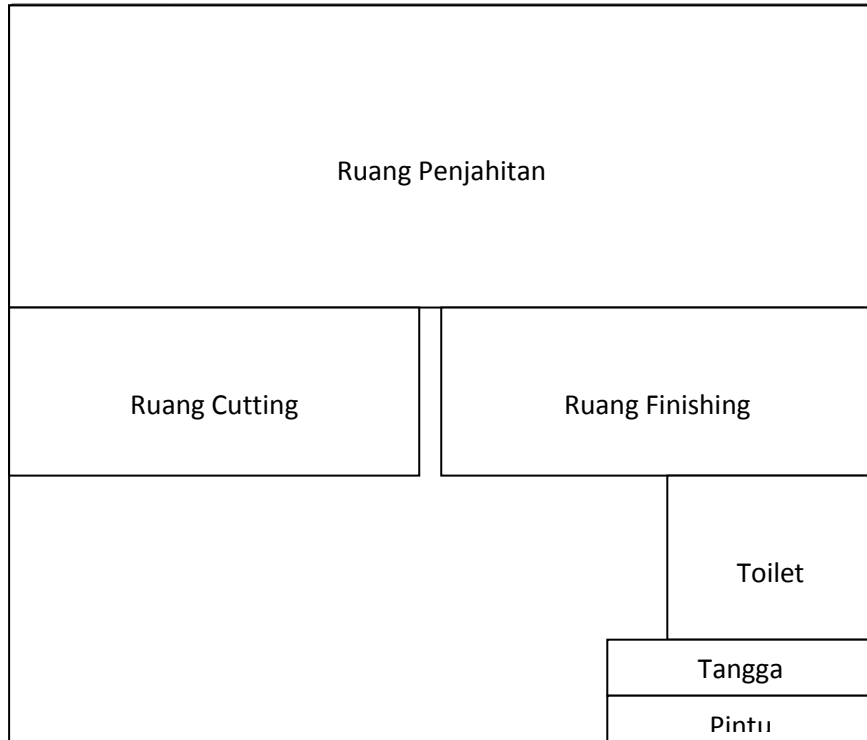 Ruang Penjahitan
Ruang Cutting
Ruang Finishing
Toilet
Tangga
Pintu